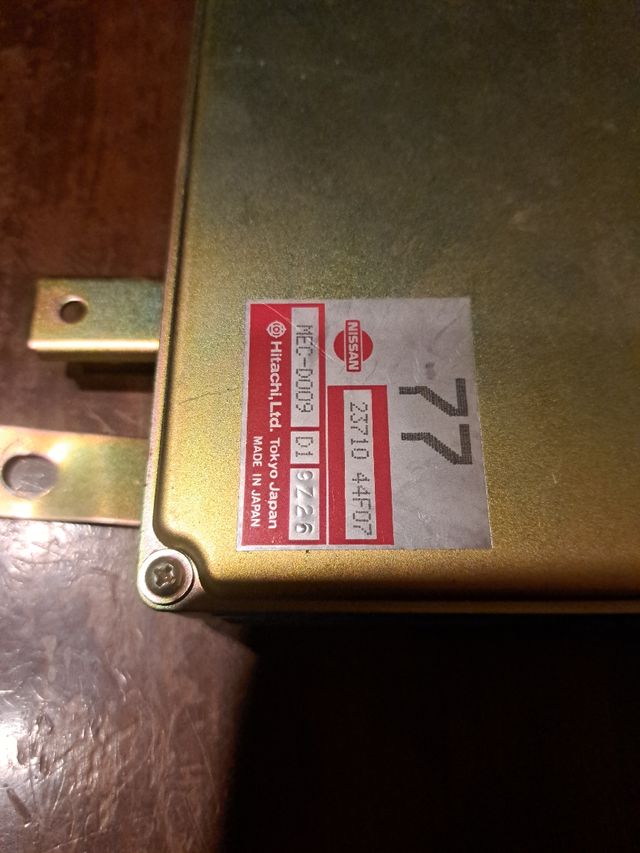 77
NISSAN
23710 44F07
MEC-D009 D1 9Z26
Hitachi,Ltd. Tokyo Japan
MADE IN JAPAN